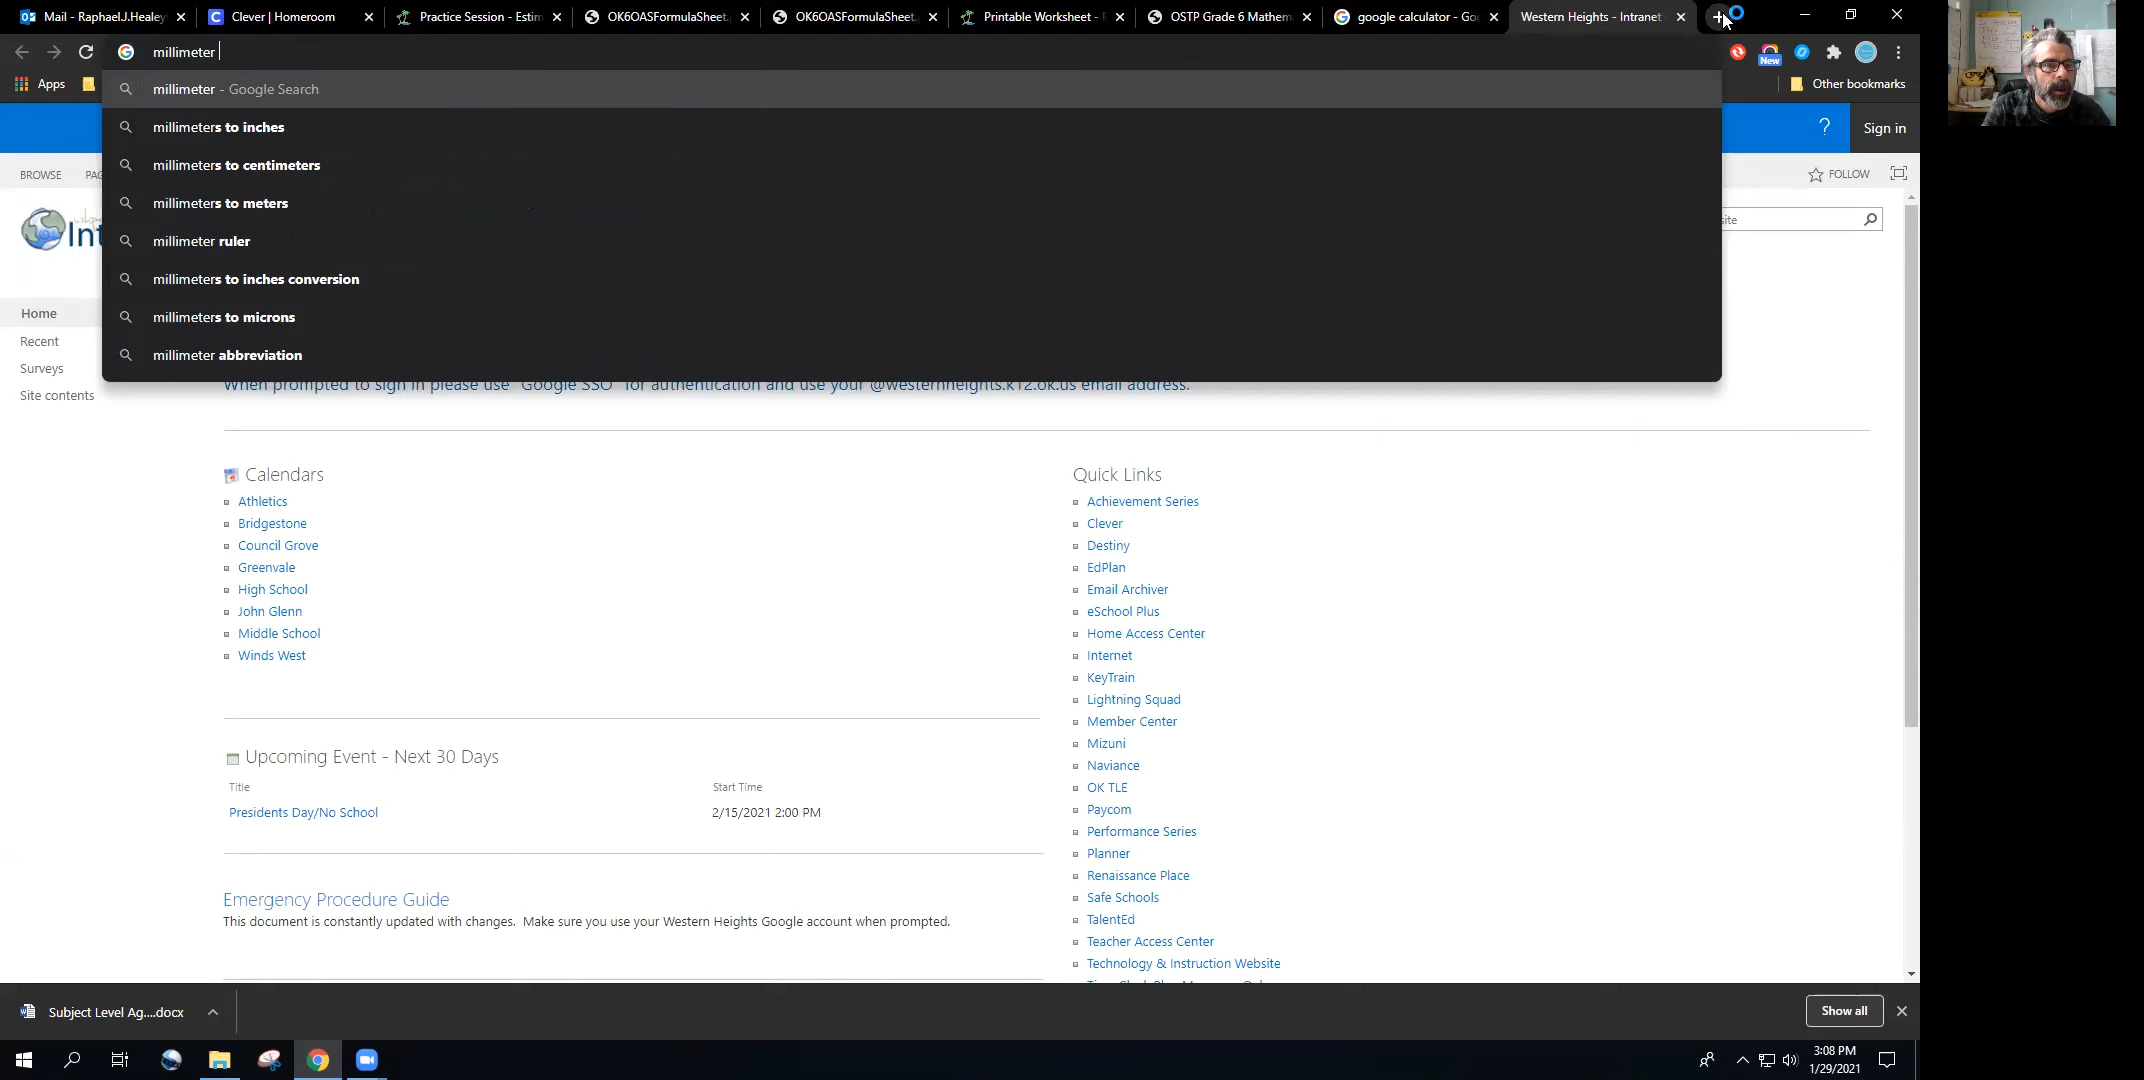 Mail - Raphael.J.Healey
Clever | Homeroom
Practice Session - Estim
OK6OASFormulaSheet.
OK6OASFormulaSheet.
Printable Worksheet -
OSTP Grade 6 Mathem
google calculator - Goo
Western Heights - Intranet
millimeter
New
Apps
Other bookmarks
millimeter - Google Search
millimeters to inches
millimeters to centimeters
millimeters to meters
millimeter ruler
millimeters to inches conversion
millimeters to microns
millimeter abbreviation
? Sign in
BROWSE PAG
FOLLOW
Int
site
Home
Recent
Surveys
Site contents
When prompted to sign in please use "Google SSO" for authentication and use your @westernheights.k12.ok.us email address.
Calendars
Athletics
Bridgestone
Council Grove
Greenvale
High School
John Glenn
Middle School
Winds West
Upcoming Event - Next 30 Days
Title Start Time
Presidents Day/No School 2/15/2021 2:00 PM
Emergency Procedure Guide
This document is constantly updated with changes. Make sure you use your Western Heights Google account when prompted.
Quick Links
Achievement Series
Clever
Destiny
EdPlan
Email Archiver
eSchool Plus
Home Access Center
Internet
KeyTrain
Lightning Squad
Member Center
Mizuni
Naviance
OK TLE
Paycom
Performance Series
Planner
Renaissance Place
Safe Schools
TalentEd
Teacher Access Center
Technology & Instruction Website
Subject Level Ag....docx
Show all
3:08 PM
1/29/2021